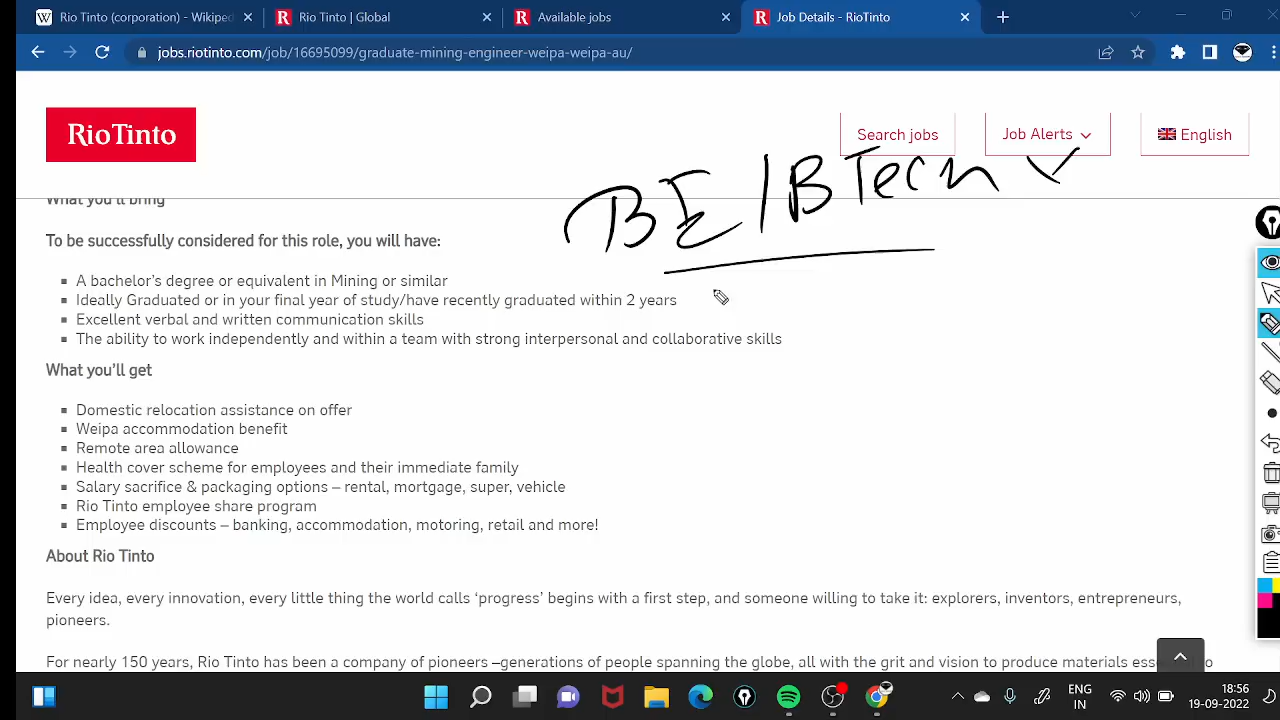 Rio Tinto (corporation) - Wikiped
Rio Tinto | Global
Available jobs
Job Details - RioTinto
jobs.riotinto.com/job/16695099/graduate-mining-engineer-weipa-weipa-au/
RioTinto
Search jobs
Job Alerts
English
BE/BTech
What you'll bring
To be successfully considered for this role, you will have:
A bachelor's degree or equivalent in Mining or similar
Ideally Graduated or in your final year of study/have recently graduated within 2 years
Excellent verbal and written communication skills
The ability to work independently and within a team with strong interpersonal and collaborative skills
What you'll get
Domestic relocation assistance on offer
Weipa accommodation benefit
Remote area allowance
Health cover scheme for employees and their immediate family
Salary sacrifice & packaging options – rental, mortgage, super, vehicle
Rio Tinto employee share program
Employee discounts – banking, accommodation, motoring, retail and more!
About Rio Tinto
Every idea, every innovation, every little thing the world calls 'progress' begins with a first step, and someone willing to take it: explorers, inventors, entrepreneurs,
pioneers.
For nearly 150 years, Rio Tinto has been a company of pioneers –generations of people spanning the globe, all with the grit and vision to produce materials to
ENG
IN
18:56
19-09-2022